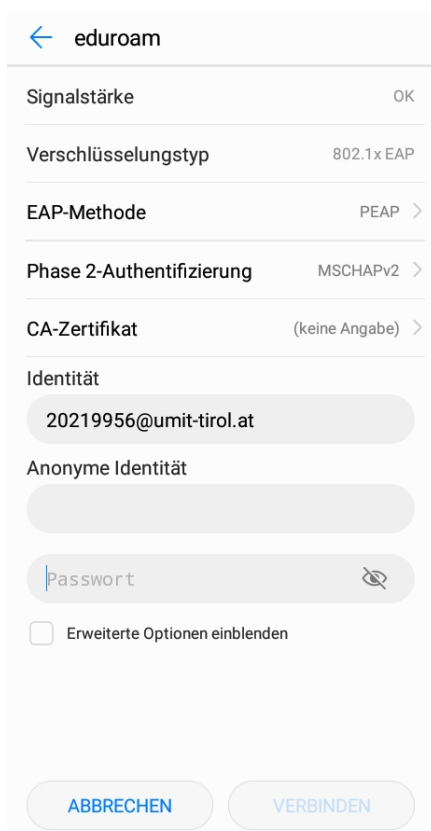 eduroam
Signalstärke OK
Verschlüsselungstyp 802.1x EAP
EAP-Methode PEAP
Phase 2-Authentifizierung MSCHAPv2
CA-Zertifikat (keine Angabe)
Identität
20219956@umit-tirol.at
Anonyme Identität
Passwort
Erweiterte Optionen einblenden
ABBRECHEN VERBINDEN